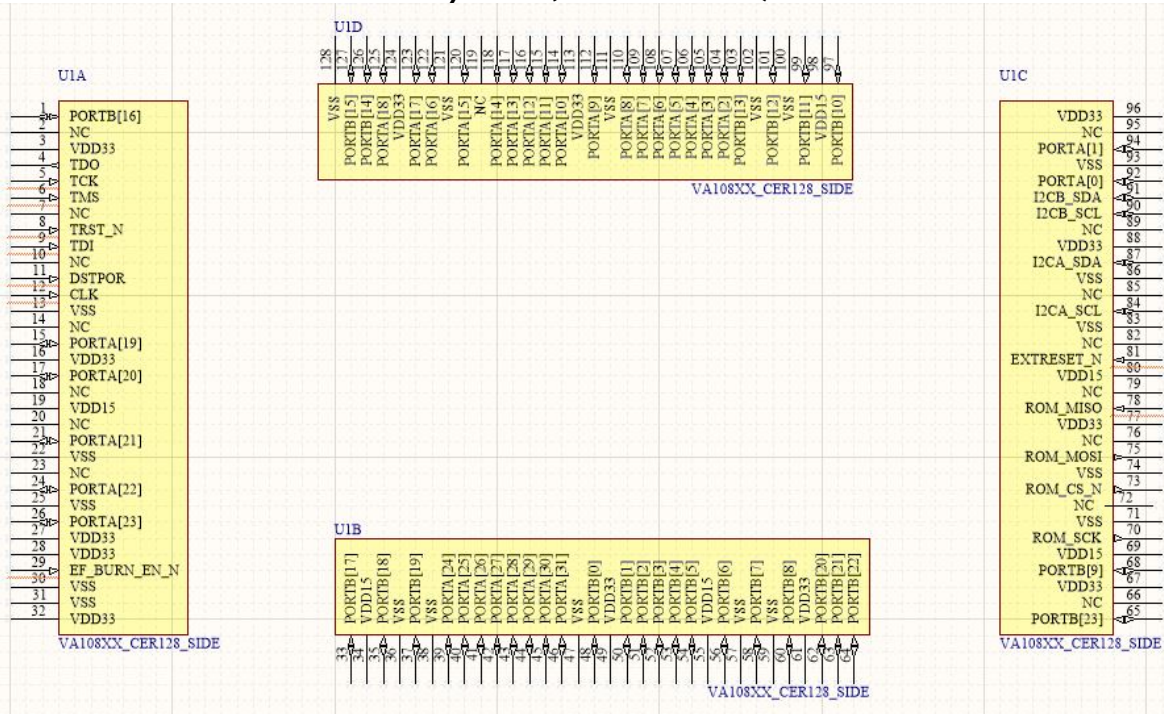 U1A
1 PORTB[16]
2 NC
3 VDD33
4 TDO
5 TCK
6 TMS
7 NC
8 TRST_N
9 TDI
10 NC
11 DSTPOR
12 CLK
13 VSS
14 NC
15 PORTA[19]
16 VDD33
17 PORTA[20]
18 NC
19 VDD15
20 NC
21 PORTA[21]
22 VSS
23 NC
24 PORTA[22]
25 VSS
26 PORTA[23]
27 VDD33
28 VDD33
29 EF_BURN_EN_N
30 VSS
31 VSS
32 VDD33
VA108XX_CER128_SIDE
U1D
128 VSS
127 PORTB[15]
126 PORTB[14]
125 PORTA[18]
124 VDD33
123 PORTA[17]
122 PORTA[16]
121 VSS
120 PORTA[15]
119 NC
118 PORTA[14]
117 PORTA[13]
116 PORTA[12]
115 PORTA[11]
114 PORTA[10]
113 VDD33
112 PORTA[9]
111 VSS
110 PORTA[8]
109 PORTA[7]
108 PORTA[6]
107 PORTA[5]
106 PORTA[4]
105 PORTA[3]
104 PORTA[2]
103 PORTB[13]
102 VSS
101 PORTB[12]
100 VSS
99 PORTB[11]
98 VDD15
97 PORTB[10]
VA108XX_CER128_SIDE
U1B
33 PORTB[17]
34 VDD15
35 PORTB[18]
36 VSS
37 PORTB[19]
38 VSS
39 PORTA[24]
40 PORTA[25]
41 PORTA[26]
42 PORTA[27]
43 PORTA[28]
44 PORTA[29]
45 PORTA[30]
46 PORTA[31]
47 VSS
48 PORTB[0]
49 VDD33
50 PORTB[1]
51 PORTB[2]
52 PORTB[3]
53 PORTB[4]
54 PORTB[5]
55 VDD15
56 PORTB[6]
57 VSS
58 PORTB[7]
59 VSS
60 PORTB[8]
61 VDD33
62 PORTB[20]
63 PORTB[21]
64 PORTB[22]
VA108XX_CER128_SIDE
U1C
VDD33 96
NC 95
PORTA[1] 94
VSS 93
PORTA[0] 92
I2CB_SDA 91
I2CB_SCL 90
NC 89
VDD33 88
I2CA_SDA 87
VSS 86
NC 85
I2CA_SCL 84
VSS 83
NC 82
EXTRESET_N 81
VDD15 80
NC 79
ROM_MISO 78
VDD33 77
NC 76
ROM_MOSI 75
VSS 74
ROM_CS_N 73
NC 72
VSS 71
ROM_SCK 70
VDD15 69
PORTB[9] 68
VDD33 67
NC 66
PORTB[23] 65
VA108XX_CER128_SIDE